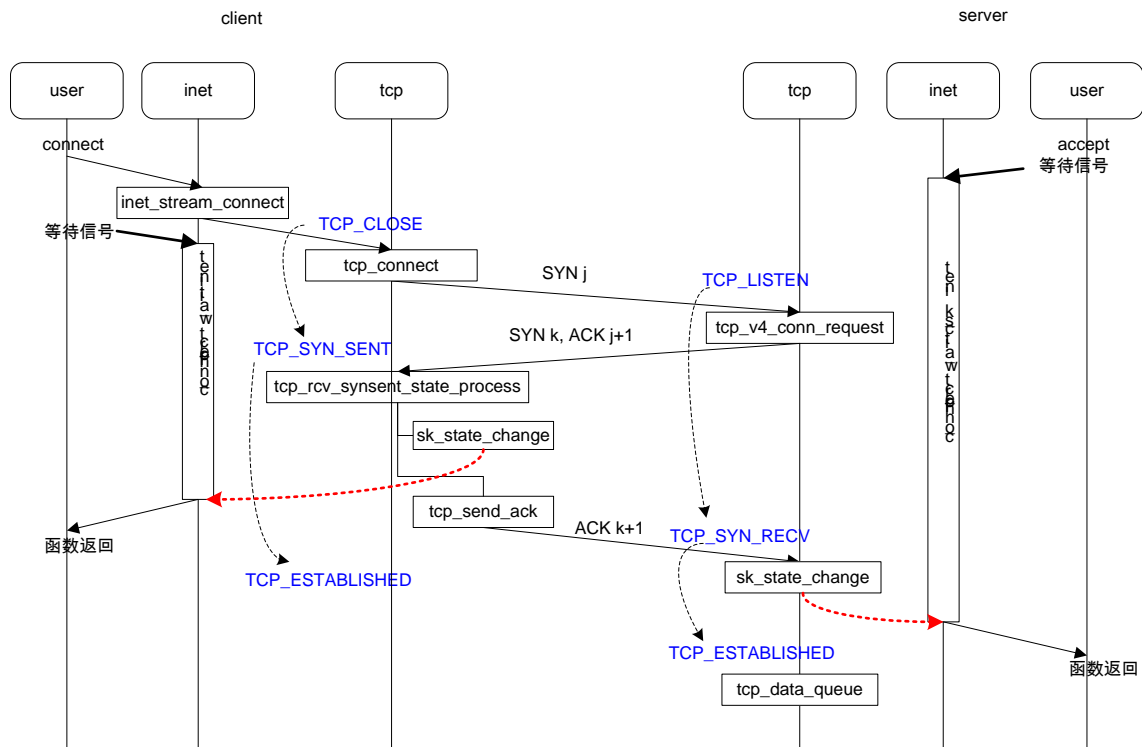 client
server
user
inet
tcp
tcp
inet
user
connect
accept
等待信号
inet_stream_connect
等待信号
TCP_CLOSE
tcp_connect
SYN j
TCP_LISTEN
tcp_v4_conn_request
SYN k, ACK j+1
TCP_SYN_SENT
tcp_rcv_synsent_state_process
sk_state_change
tcp_send_ack
ACK k+1
TCP_SYN_RECV
函数返回
TCP_ESTABLISHED
sk_state_change
TCP_ESTABLISHED
函数返回
tcp_data_queue